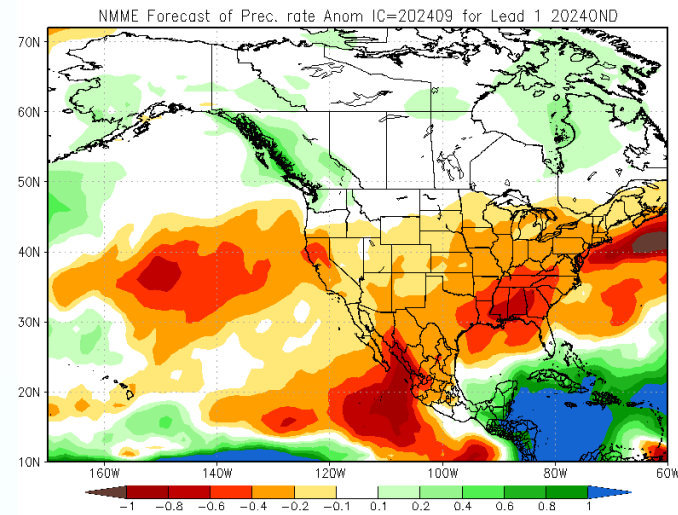 NMME Forecast of Prec. rate Anom IC=202409 for Lead 1 2024OND
70N
60N
50N
40N
30N
20N
10N
160W 140W 120W 100W 80W 60W
-1 -0.8 -0.6 -0.4 -0.2 -0.1 0.1 0.2 0.4 0.6 0.8 1